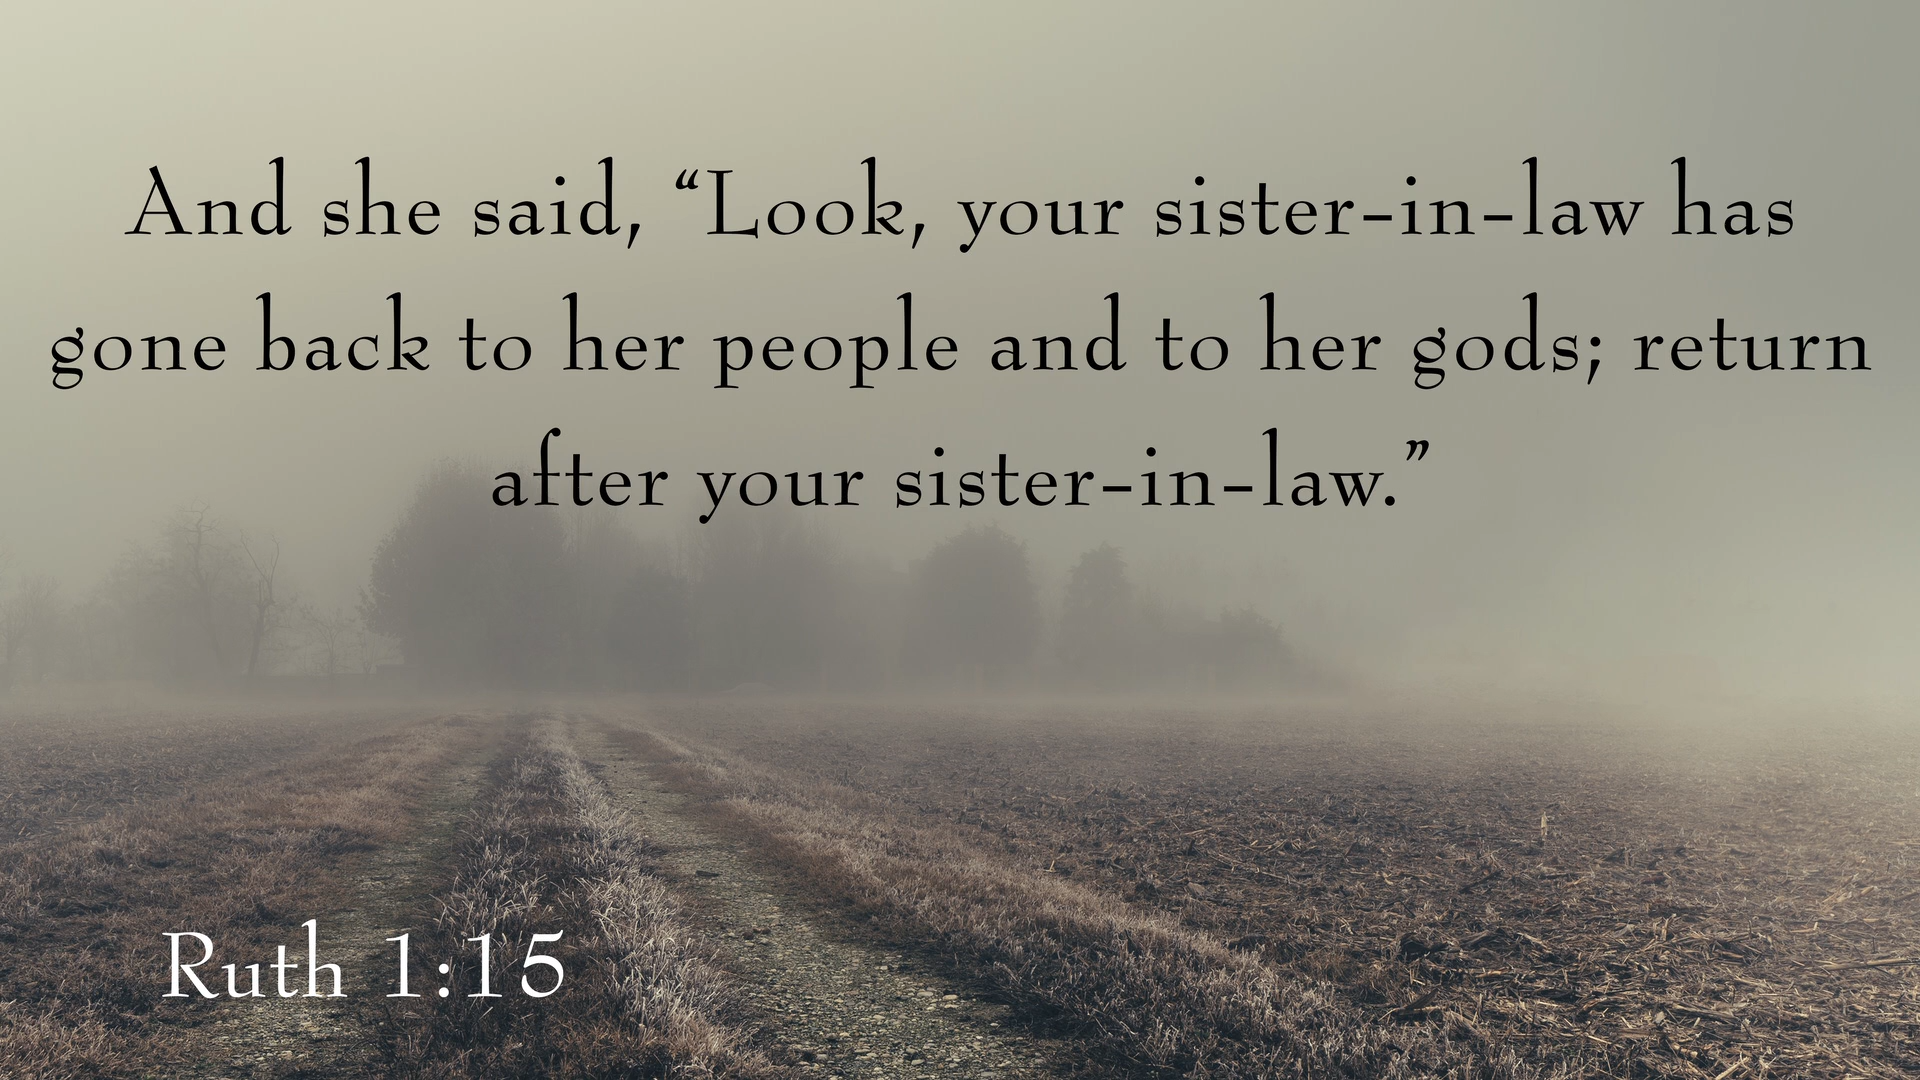 And she said, “Look, your sister-in-law has
gone back to her people and to her gods; return
after your sister-in-law.”
Ruth 1:15